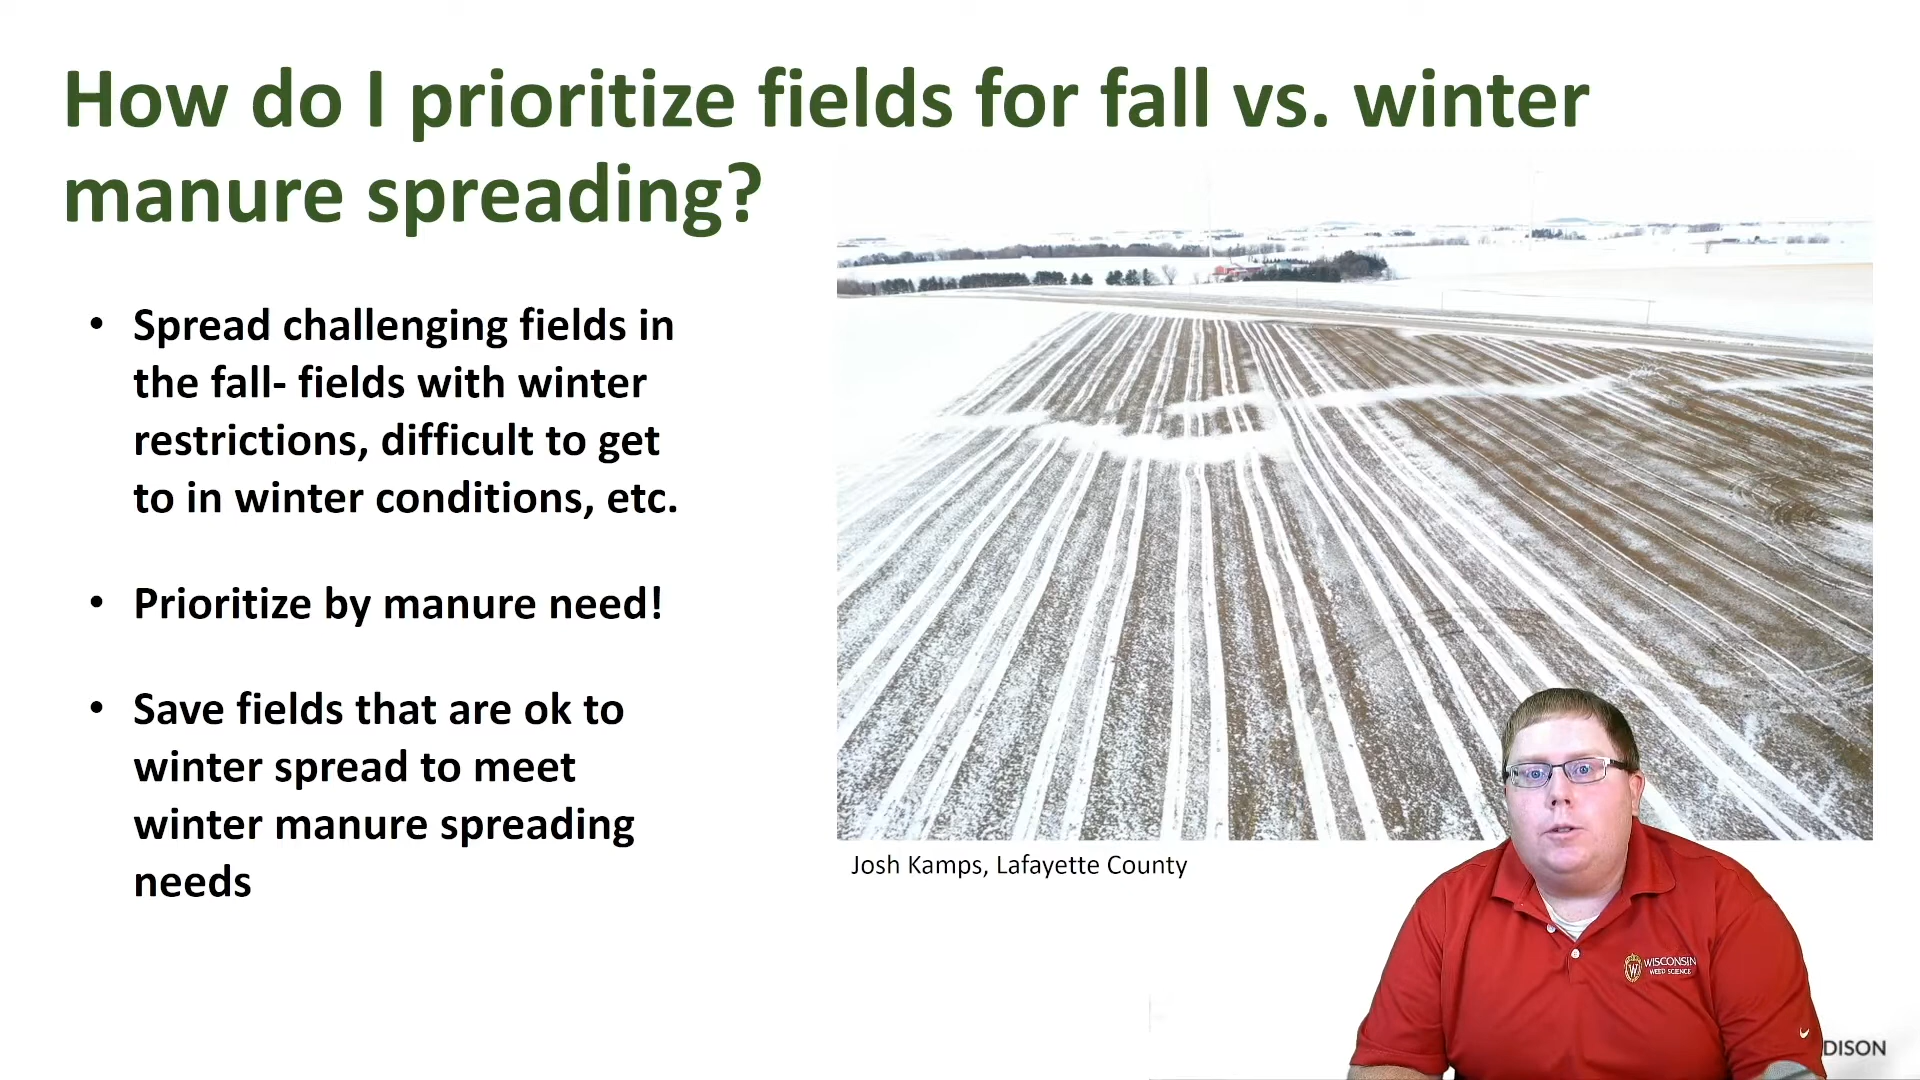 How do I prioritize fields for fall vs. winter
manure spreading?
• Spread challenging fields in
the fall- fields with winter
restrictions, difficult to get
to in winter conditions, etc.
• Prioritize by manure need!
• Save fields that are ok to
winter spread to meet
winter manure spreading
needs
Josh Kamps, Lafayette County
W WISCONSIN
WEED SCIENCE
DISON